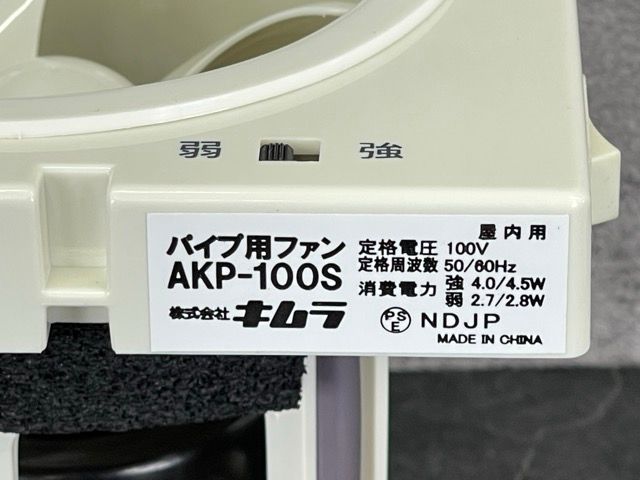 弱 強
屋内用
パイプ用ファン
AKP-100S
株式会社 キムラ
定格電圧 100V
定格周波数 50/60Hz
消費電力 強 4.0/4.5W
弱 2.7/2.8W
PSE NDJP
MADE IN CHINA